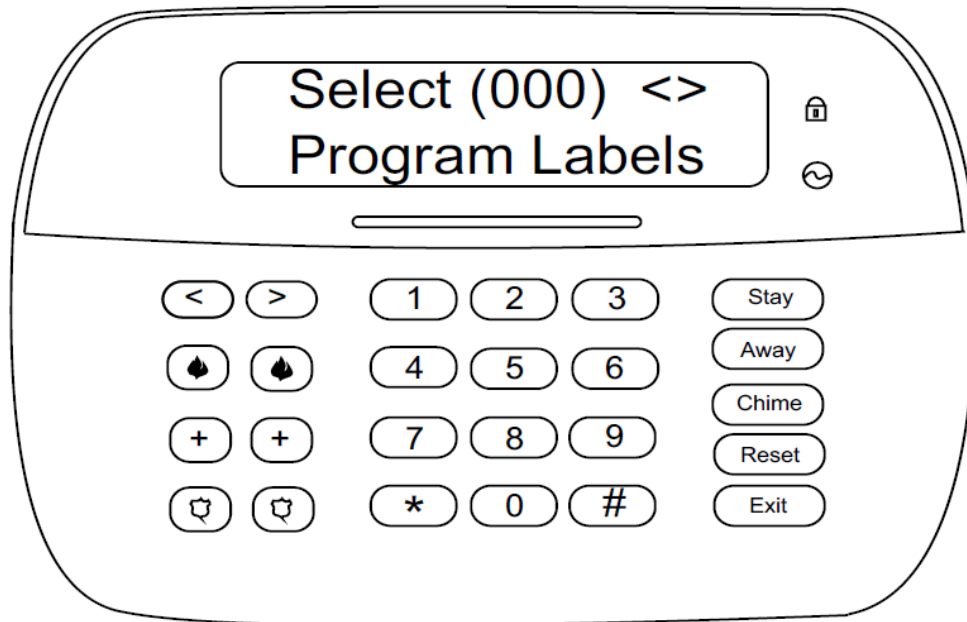 Select (000) <>
Program Labels
< > 1 2 3 Stay
Away
4 5 6
Chime
+ + 7 8 9
Reset
* 0 # Exit